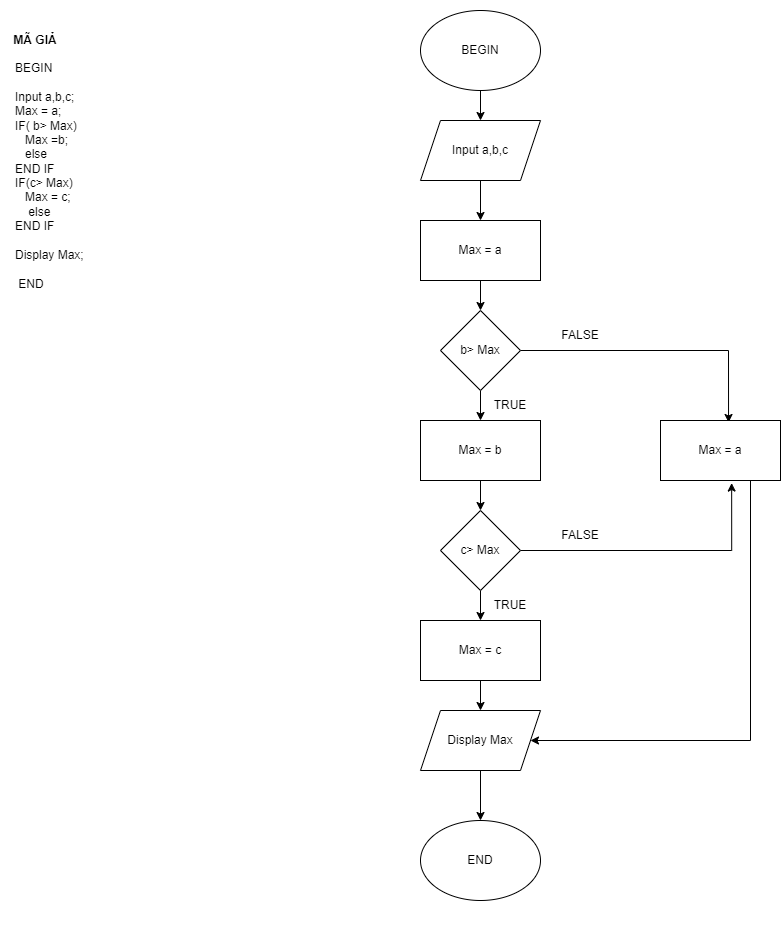 MÃ GIẢ
BEGIN
Input a,b,c;
Max = a;
IF( b> Max)
Max =b;
else
END IF
IF(c> Max)
Max = c;
else
END IF
Display Max;
END
BEGIN
Input a,b,c
Max = a
b> Max
FALSE
TRUE
Max = b
Max = a
c> Max
FALSE
TRUE
Max = c
Display Max
END